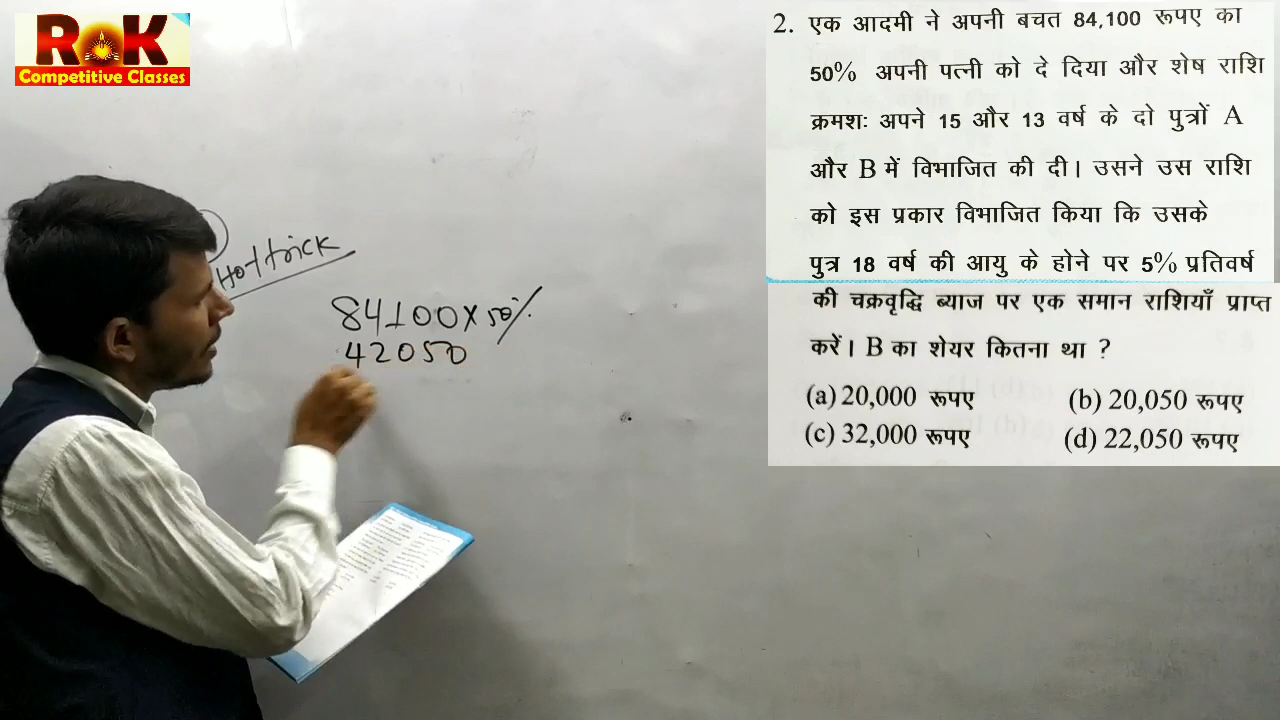 ROK
Competitive Classes
2. एक आदमी ने अपनी बचत 84,100 रूपए का
50% अपनी पत्नी को दे दिया और शेष राशि
क्रमशः अपने 15 और 13 वर्ष के दो पुत्रों A
और B में विभाजित की दी। उसने उस राशि
को इस प्रकार विभाजित किया कि उसके
पुत्र 18 वर्ष की आयु के होने पर 5% प्रतिवर्ष
की चक्रवृद्धि ब्याज पर एक समान राशियाँ प्राप्त
करें। B का शेयर कितना था ?
(a) 20,000 रूपए (b) 20,050 रूपए
(c) 32,000 रूपए (d) 22,050 रूपए
Hot trick
84100 x 50%
42050